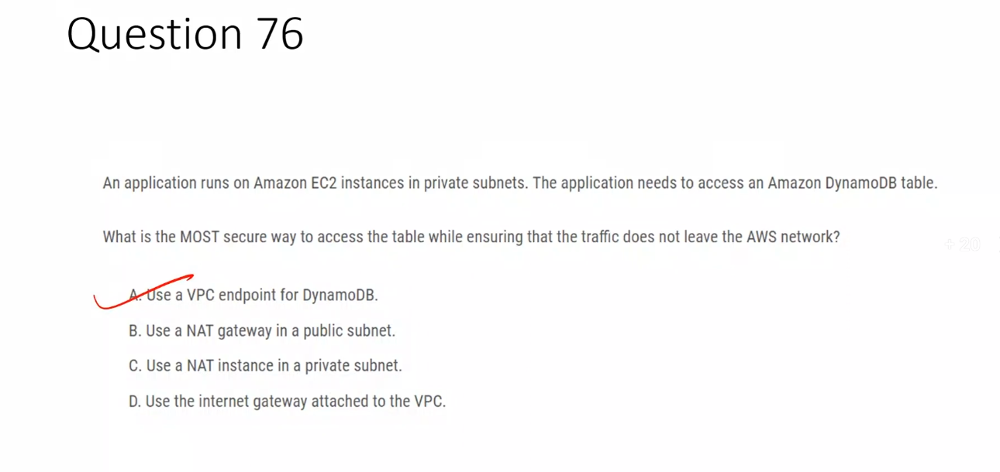 Question 76
An application runs on Amazon EC2 instances in private subnets. The application needs to access an Amazon DynamoDB table.
What is the MOST secure way to access the table while ensuring that the traffic does not leave the AWS network?
+ 20
A. Use a VPC endpoint for DynamoDB.
B. Use a NAT gateway in a public subnet.
C. Use a NAT instance in a private subnet.
D. Use the internet gateway attached to the VPC.